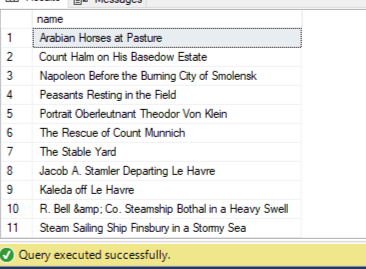 Results Messages
name
1 Arabian Horses at Pasture
2 Count Halm on His Basedow Estate
3 Napoleon Before the Burning City of Smolensk
4 Peasants Resting in the Field
5 Portrait Oberleutnant Theodor Von Klein
6 The Rescue of Count Munnich
7 The Stable Yard
8 Jacob A. Stamler Departing Le Havre
9 Kaleda off Le Havre
10 R. Bell &amp; Co. Steamship Bothal in a Heavy Swell
11 Steam Sailing Ship Finsbury in a Stormy Sea
Query executed successfully.